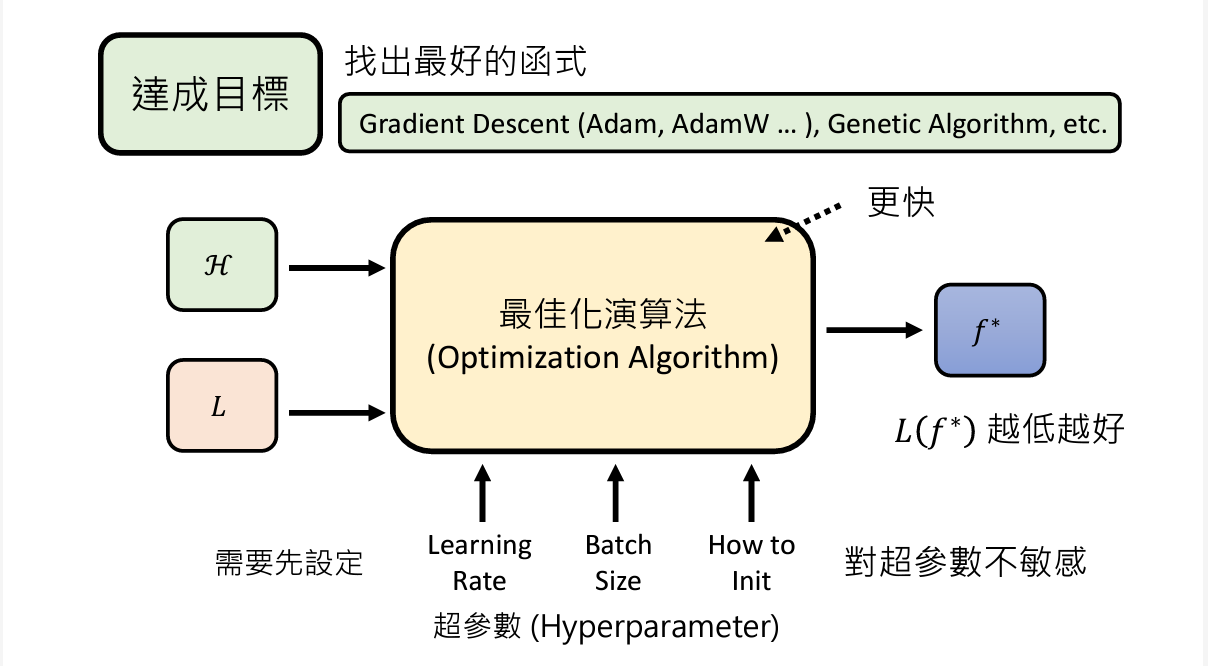 達成目標
找出最好的函式
Gradient Descent (Adam, AdamW … ), Genetic Algorithm, etc.
更快
ℋ
最佳化演算法
(Optimization Algorithm)
𝑓*
L
L(𝑓*) 越低越好
需要先設定
Learning
Rate
Batch
Size
How to
Init
對超參數不敏感
超參數 (Hyperparameter)